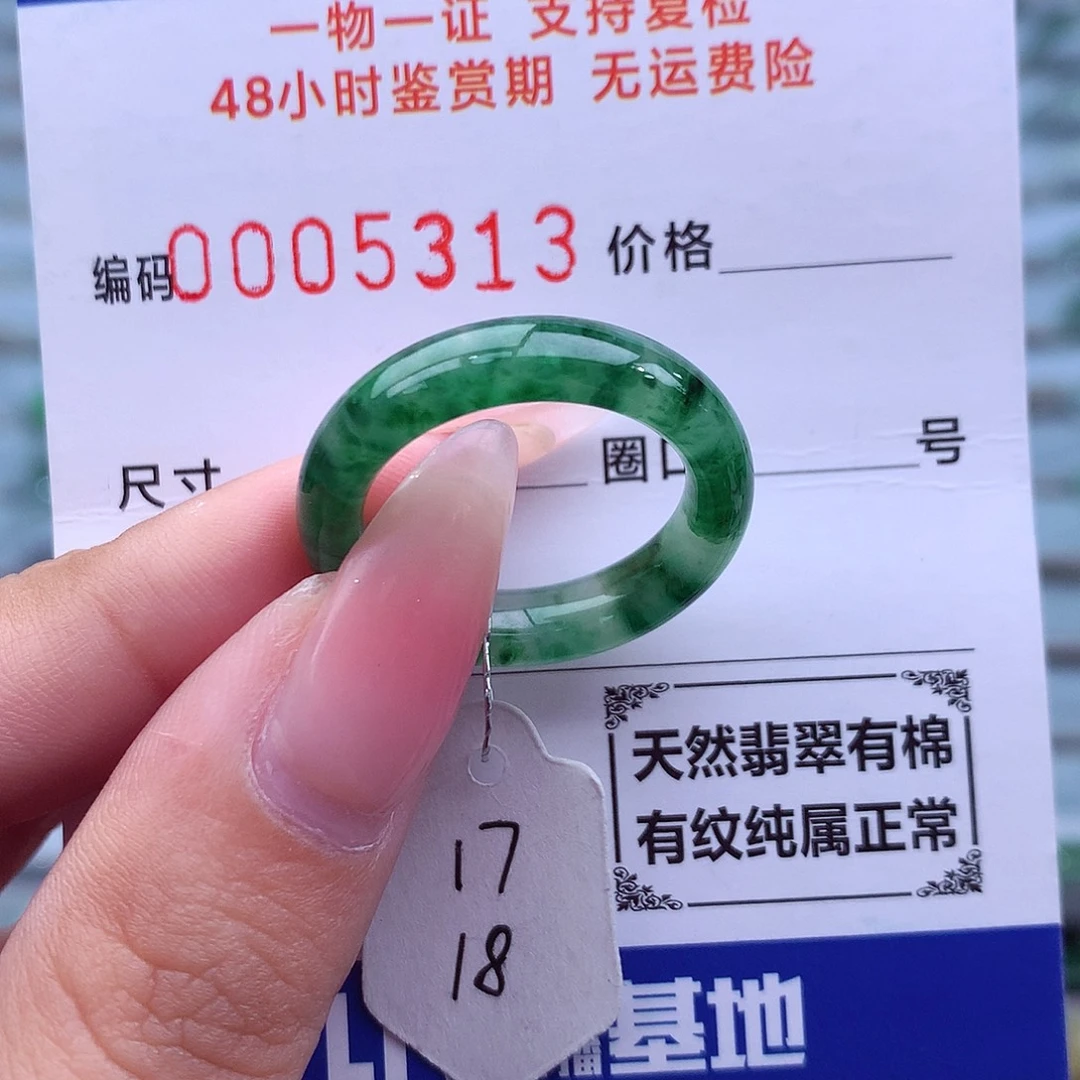 一物一证 支持复检
48小时鉴赏期 无运费险
编码0005313 价格
尺寸 圈口 号
天然翡翠有棉
有纹纯属正常
17
18
播基地